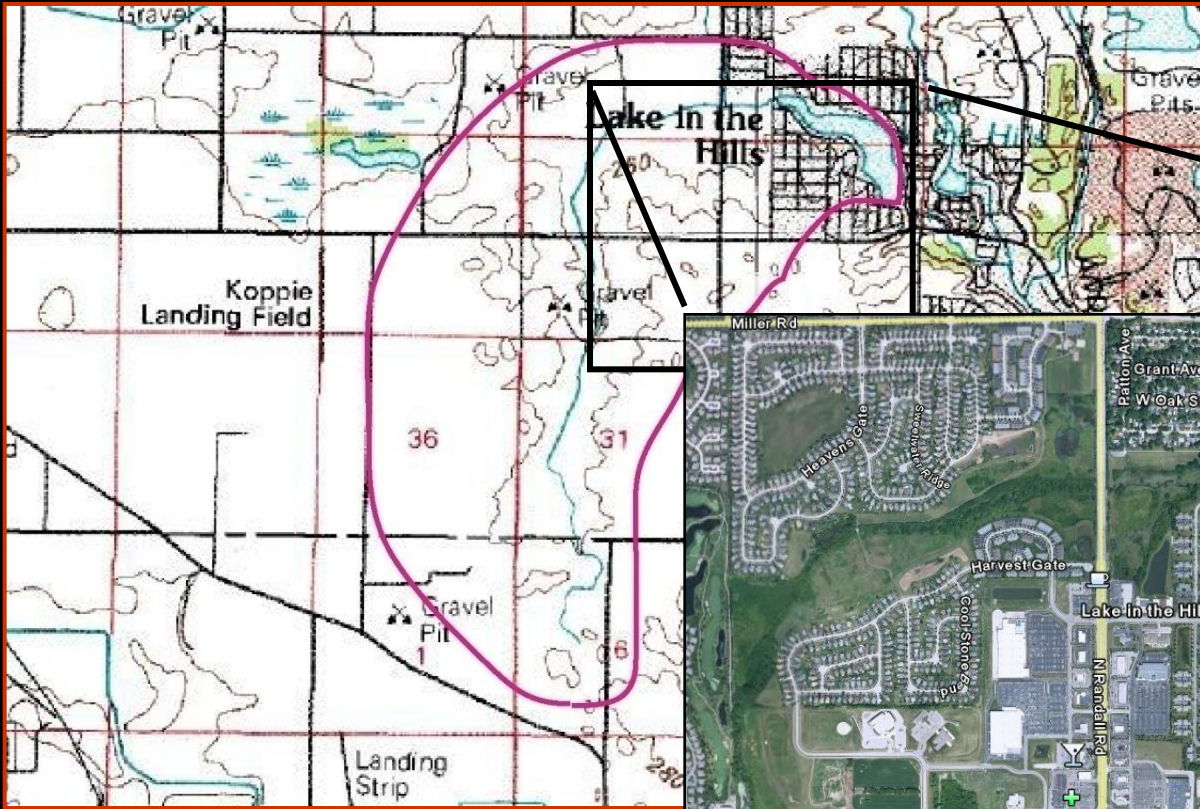 Gravel
Pit
Gravel
Pit
Gravel
Pits
Lake in the
Hills
260
Koppie
Landing Field
Gravel
Pit
36
31
Gravel
Pit
1
6
Landing
Strip
280
Miller Rd
Patton Ave
Grant Ave
W Oak S
Heavens Gate
Sweetwater Ridge
Harvest Gate
Cool Stone Bend
Lake in the Hil
N Randall Rd